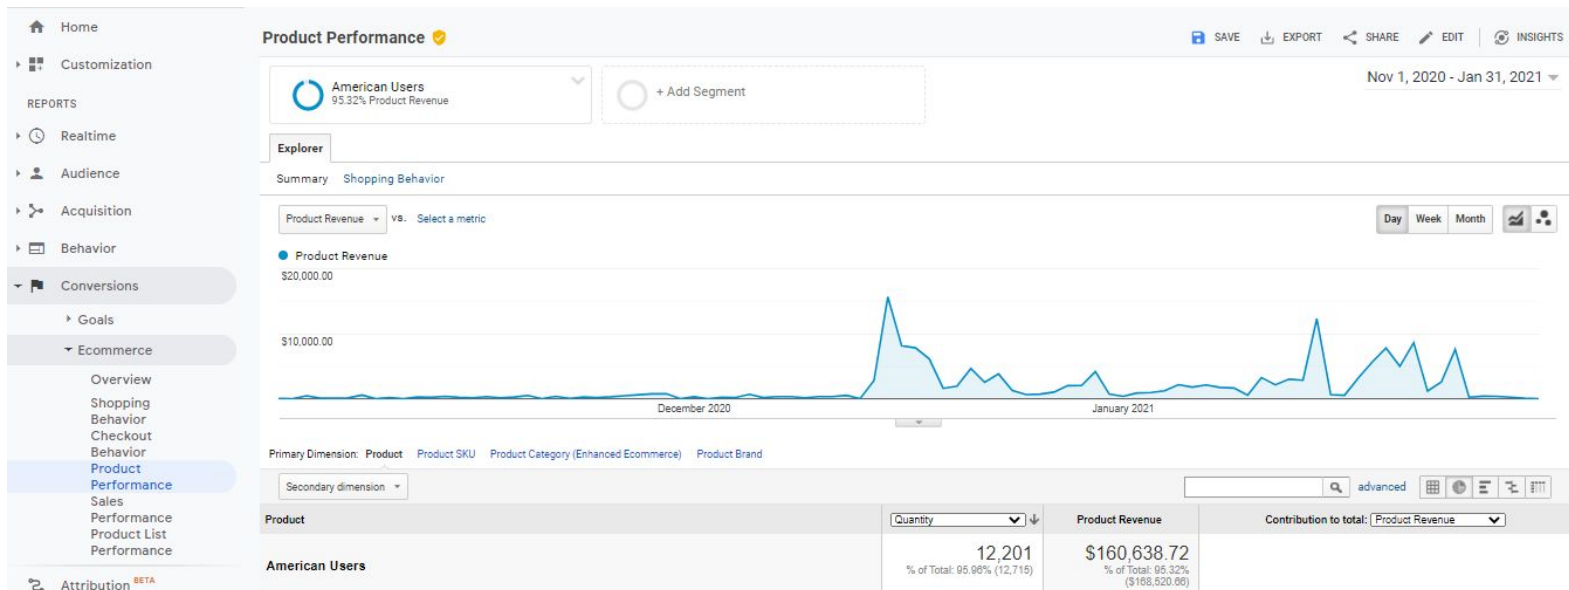 Home
Customization
REPORTS
Realtime
Audience
Acquisition
Behavior
Conversions
Goals
Ecommerce
Overview
Shopping
Behavior
Checkout
Behavior
Product
Performance
Sales
Performance
Product List
Performance
Attribution BETA
Product Performance
SAVE EXPORT SHARE EDIT INSIGHTS
American Users
95.32% Product Revenue
+ Add Segment
Nov 1, 2020 - Jan 31, 2021
Explorer
Summary Shopping Behavior
Product Revenue VS. Select a metric
Day Week Month
Product Revenue
$20,000.00
$10,000.00
December 2020 January 2021
Primary Dimension: Product Product SKU Product Category (Enhanced Ecommerce) Product Brand
Secondary dimension
advanced
Product Quantity Product Revenue Contribution to total: Product Revenue
American Users
12,201
% of Total: 95.96% (12,715)
$160,638.72
% of Total: 95.32%
($168,520.66)